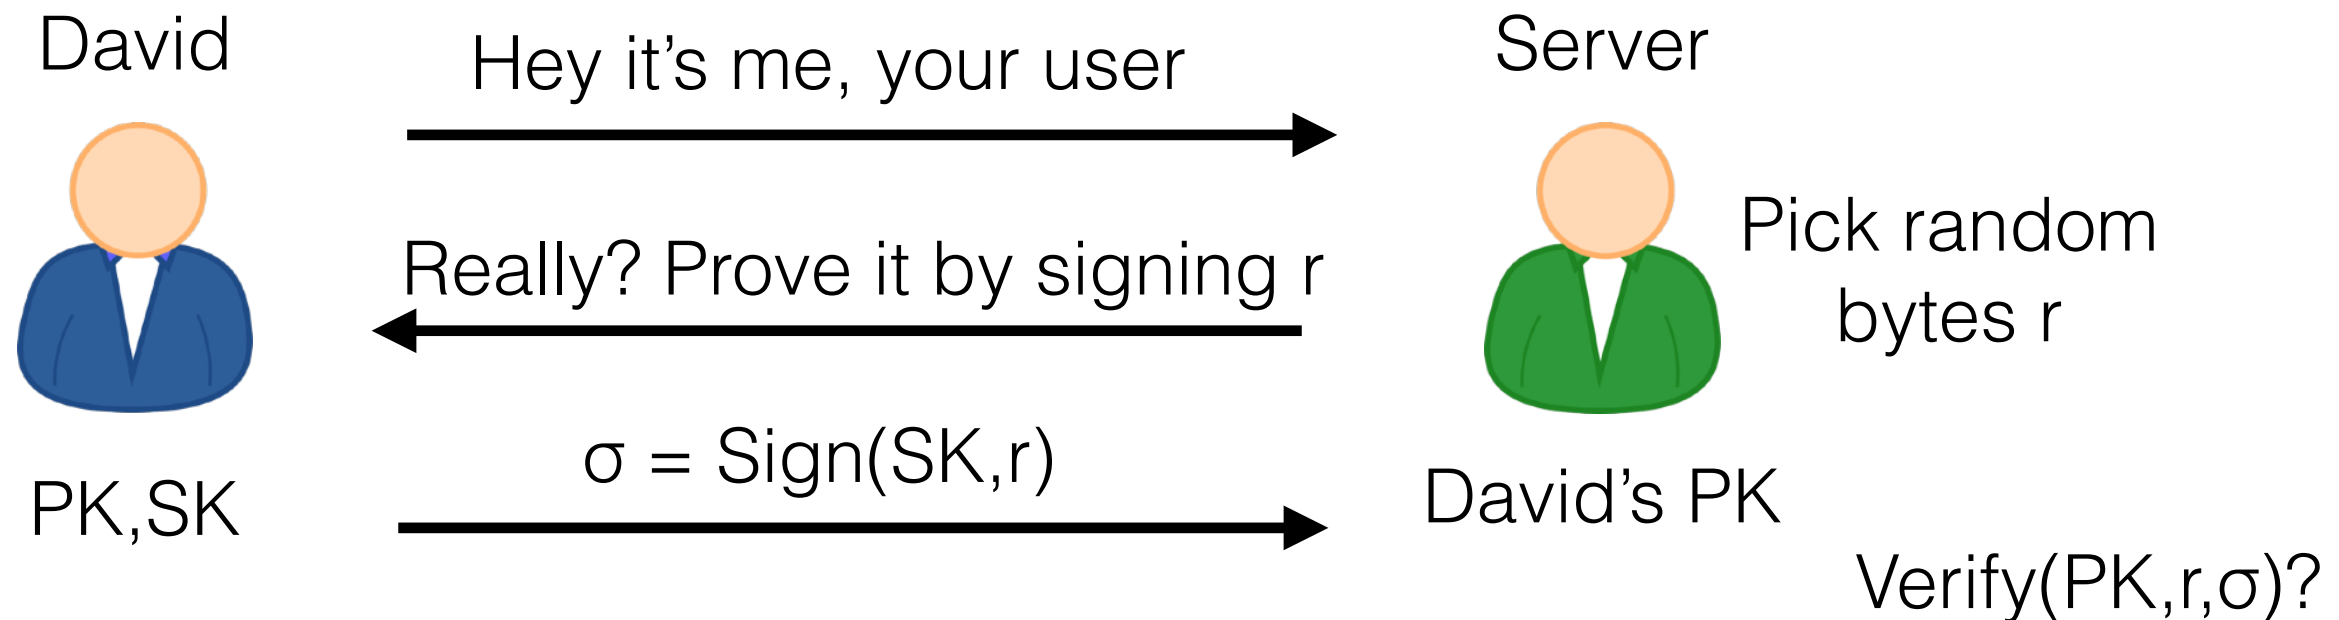 David
Hey it’s me, your user
Server
Really? Prove it by signing r
Pick random
bytes r
σ = Sign(SK,r)
PK,SK
David’s PK
Verify(PK,r,σ)?